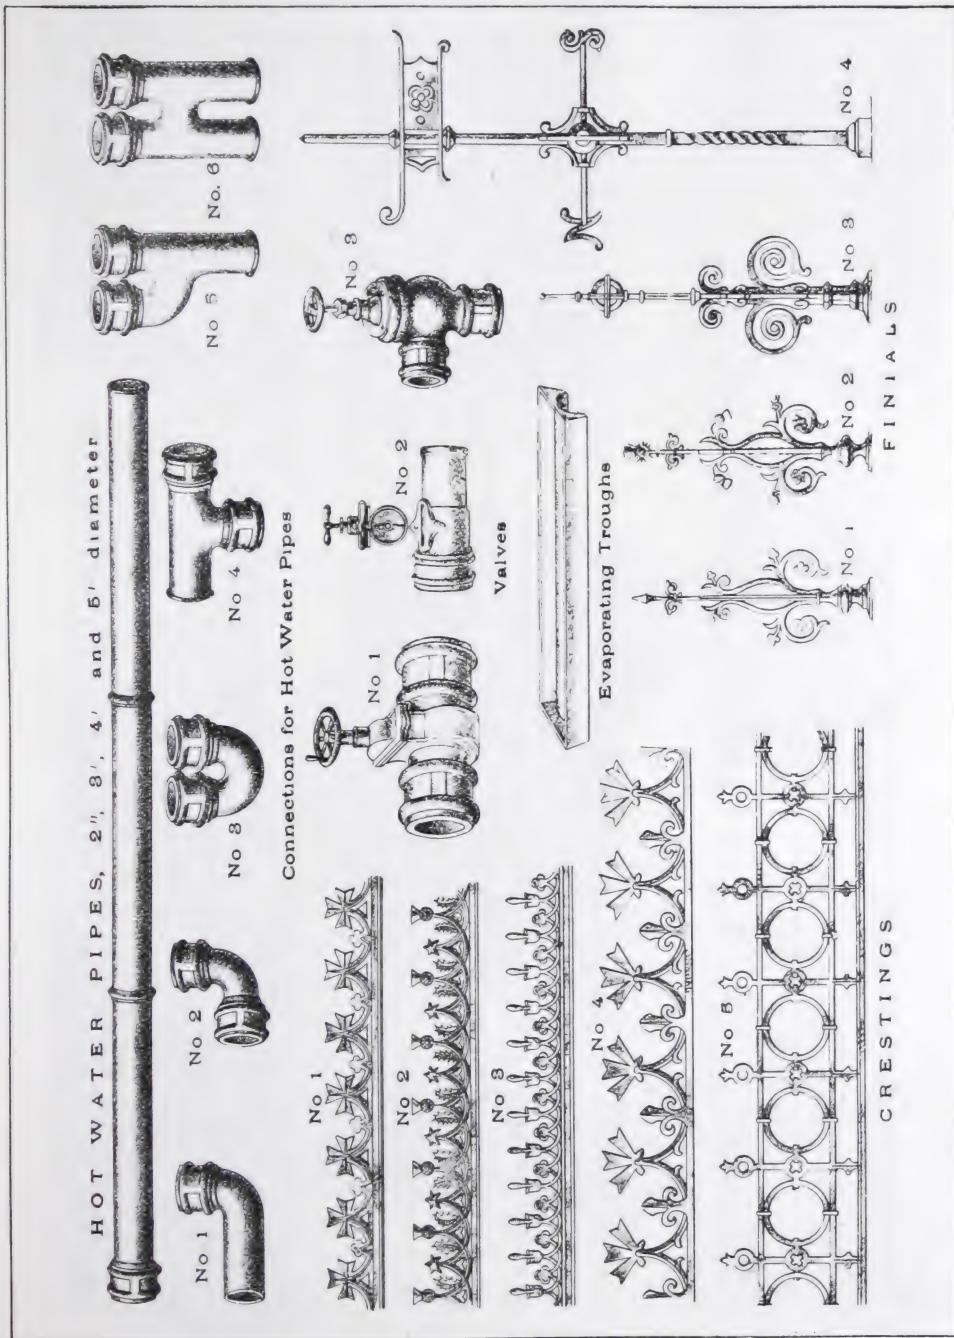 HOT WATER PIPES, 2", 3', 4' and 5' diameter
No 1
No 2
No 3
No 4
No 5
No. 6
Connections for Hot Water Pipes
No 1
No 2
No 3
Valves
Evaporating Troughs
No 1
No 2
No 3
No 4
No 5
CRESTINGS
No 1
No 2
No 3
No 4
FINIALS